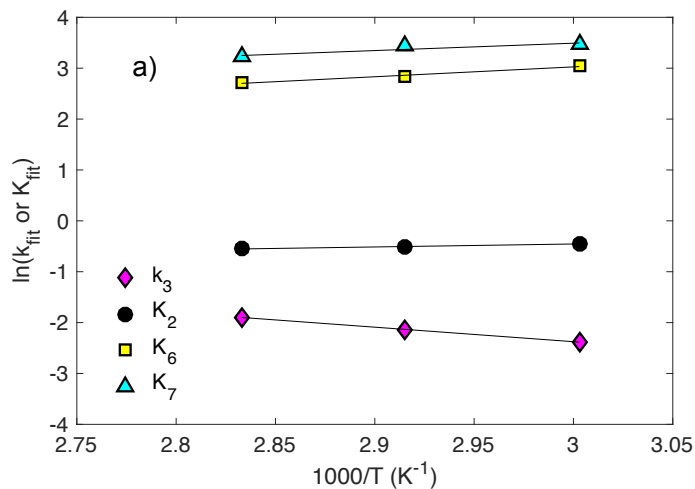 4
3
2
1
0
-1
-2
-3
-4
a)
ln(k_fit or K_fit)
k_3
K_2
K_6
K_7
2.75
2.8
2.85
2.9
2.95
3
3.05
1000/T (K^-1)